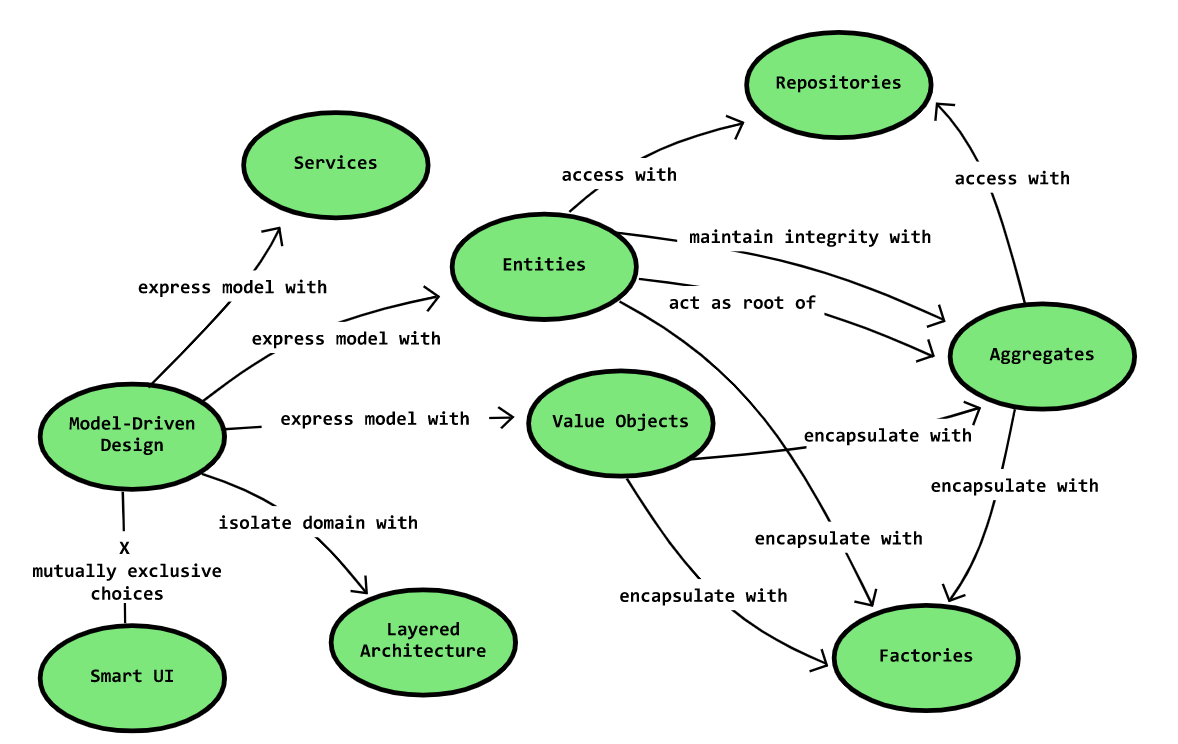 Repositories
Services
access with
access with
maintain integrity with
Entities
express model with
act as root of
express model with
Aggregates
express model with
Value Objects
Model-Driven
Design
encapsulate with
encapsulate with
isolate domain with
encapsulate with
X
mutually exclusive
choices
encapsulate with
Layered
Architecture
Factories
Smart UI